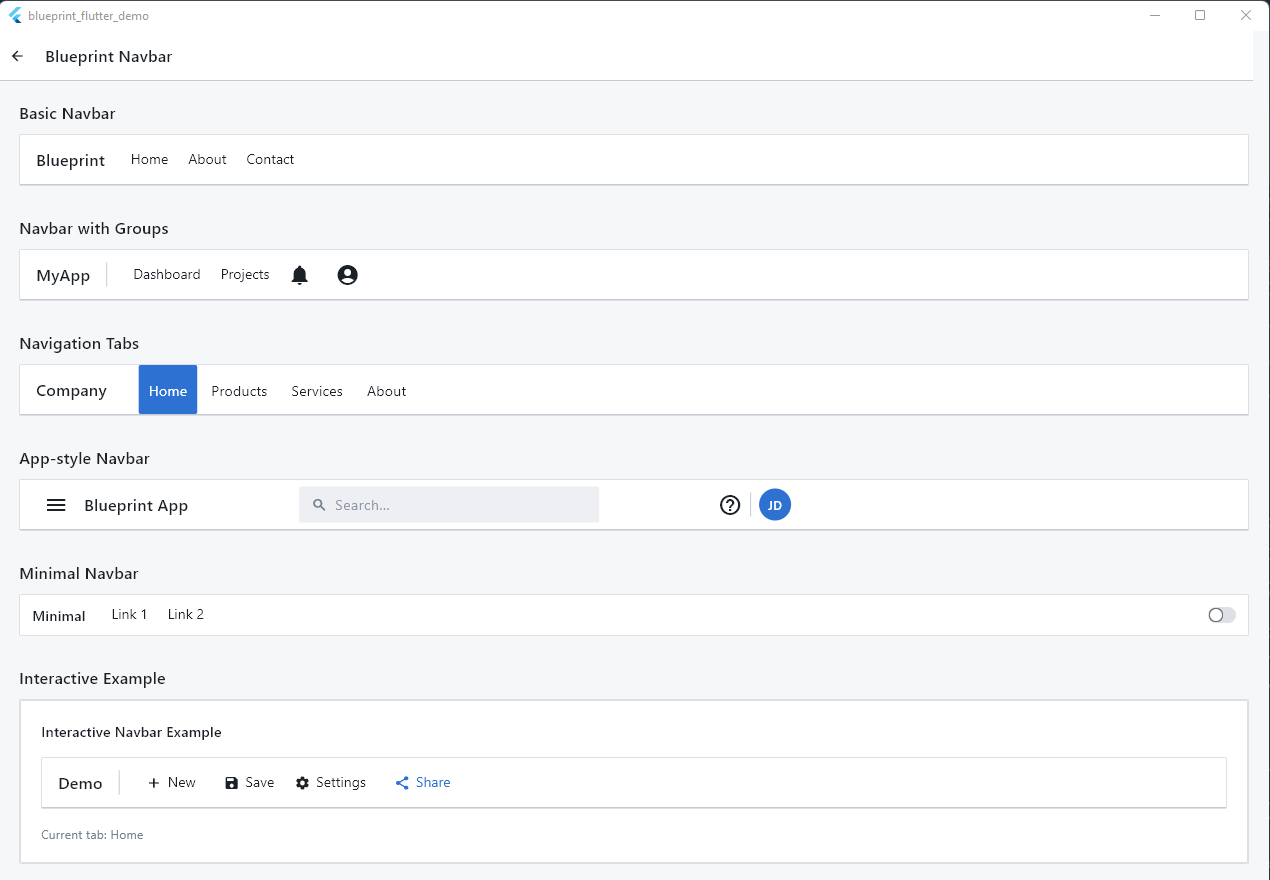 blueprint_flutter_demo
Blueprint Navbar
Basic Navbar
Blueprint Home About Contact
Navbar with Groups
MyApp Dashboard Projects
Navigation Tabs
Company Home Products Services About
App-style Navbar
Blueprint App Search... JD
Minimal Navbar
Minimal Link 1 Link 2
Interactive Example
Interactive Navbar Example
Demo New Save Settings Share
Current tab: Home